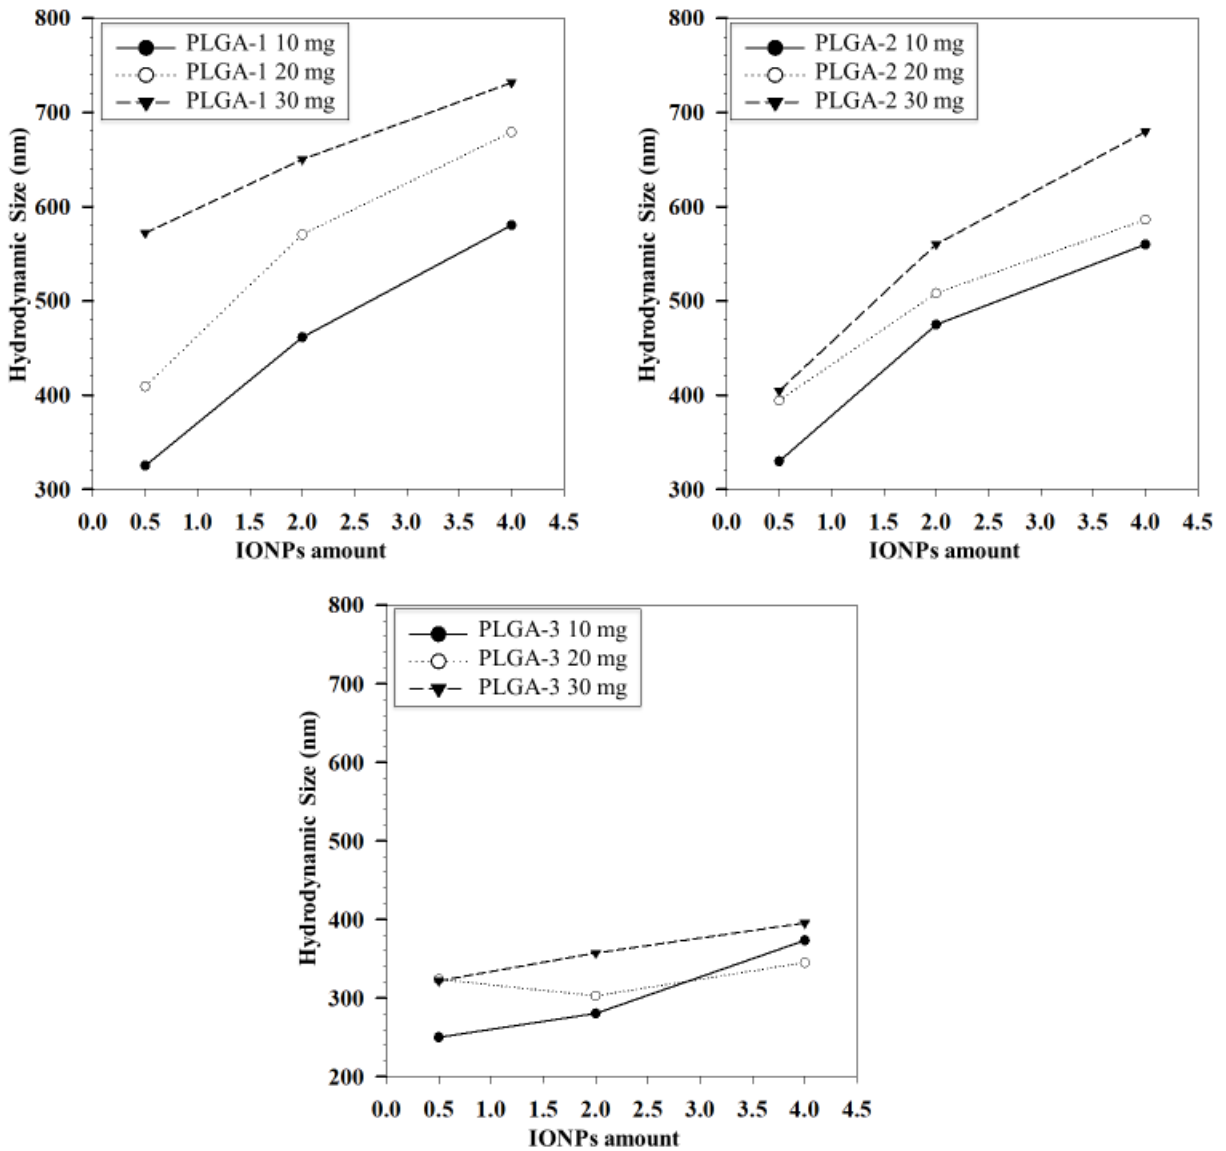 800
700
600
500
400
300
Hydrodynamic Size (nm)
PLGA-1 10 mg
PLGA-1 20 mg
PLGA-1 30 mg
0.0 0.5 1.0 1.5 2.0 2.5 3.0 3.5 4.0 4.5
IONPs amount
800
700
600
500
400
300
Hydrodynamic Size (nm)
PLGA-2 10 mg
PLGA-2 20 mg
PLGA-2 30 mg
0.0 0.5 1.0 1.5 2.0 2.5 3.0 3.5 4.0 4.5
IONPs amount
800
700
600
500
400
300
200
Hydrodynamic Size (nm)
PLGA-3 10 mg
PLGA-3 20 mg
PLGA-3 30 mg
0.0 0.5 1.0 1.5 2.0 2.5 3.0 3.5 4.0 4.5
IONPs amount